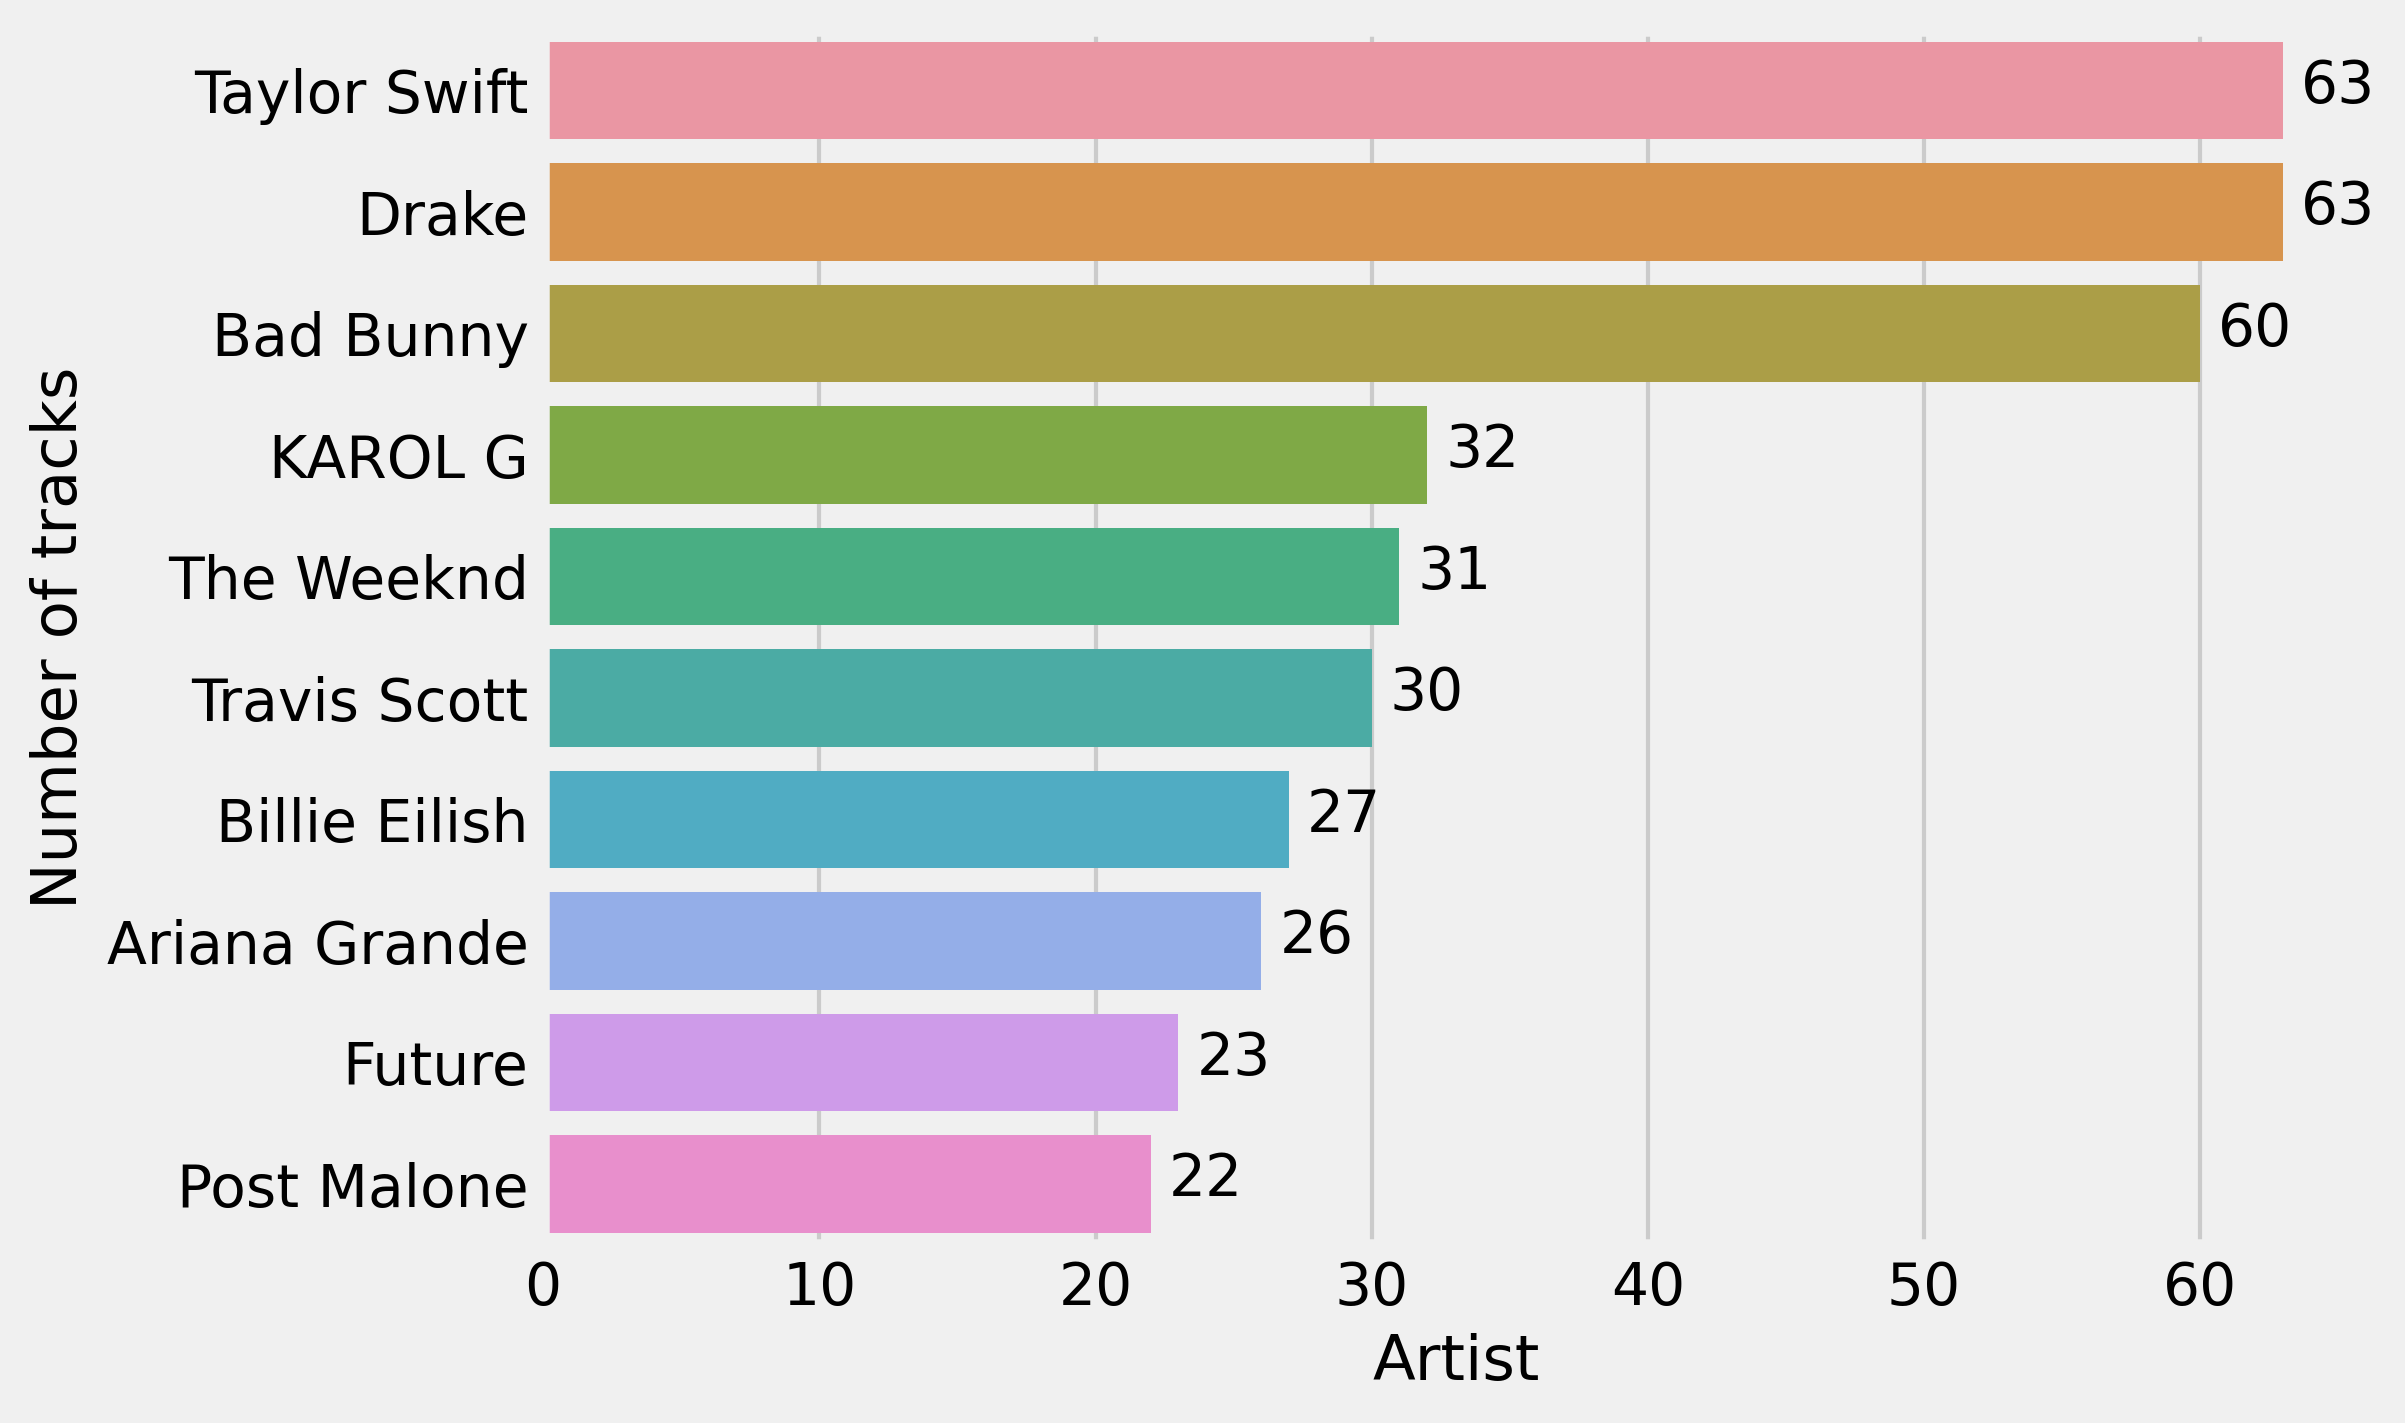 Taylor Swift 63
Drake 63
Bad Bunny 60
KAROL G 32
The Weeknd 31
Travis Scott 30
Billie Eilish 27
Ariana Grande 26
Future 23
Post Malone 22
Number of tracks
0 10 20 30 40 50 60
Artist